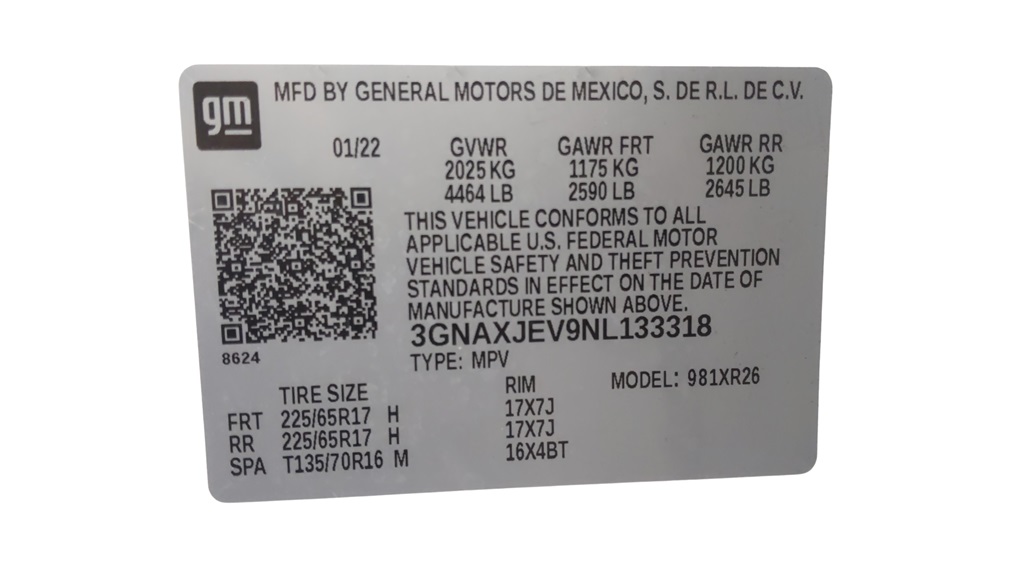 gm
MFD BY GENERAL MOTORS DE MEXICO, S. DE R.L. DE C.V.
01/22 GVWR GAWR FRT GAWR RR
2025 KG 1175 KG 1200 KG
4464 LB 2590 LB 2645 LB
THIS VEHICLE CONFORMS TO ALL
APPLICABLE U.S. FEDERAL MOTOR
VEHICLE SAFETY AND THEFT PREVENTION
STANDARDS IN EFFECT ON THE DATE OF
MANUFACTURE SHOWN ABOVE.
3GNAXJEV9NL133318
8624
TYPE: MPV
TIRE SIZE RIM MODEL: 981XR26
FRT 225/65R17 H 17X7J
RR 225/65R17 H 17X7J
SPA T135/70R16 M 16X4BT